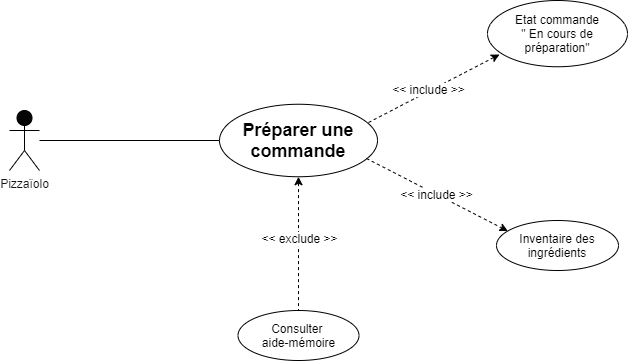 Etat commande
" En cours de
préparation"
<< include >>
Préparer une
commande
Pizzaïolo
<< include >>
<< exclude >>
Inventaire des
ingrédients
Consulter
aide-mémoire